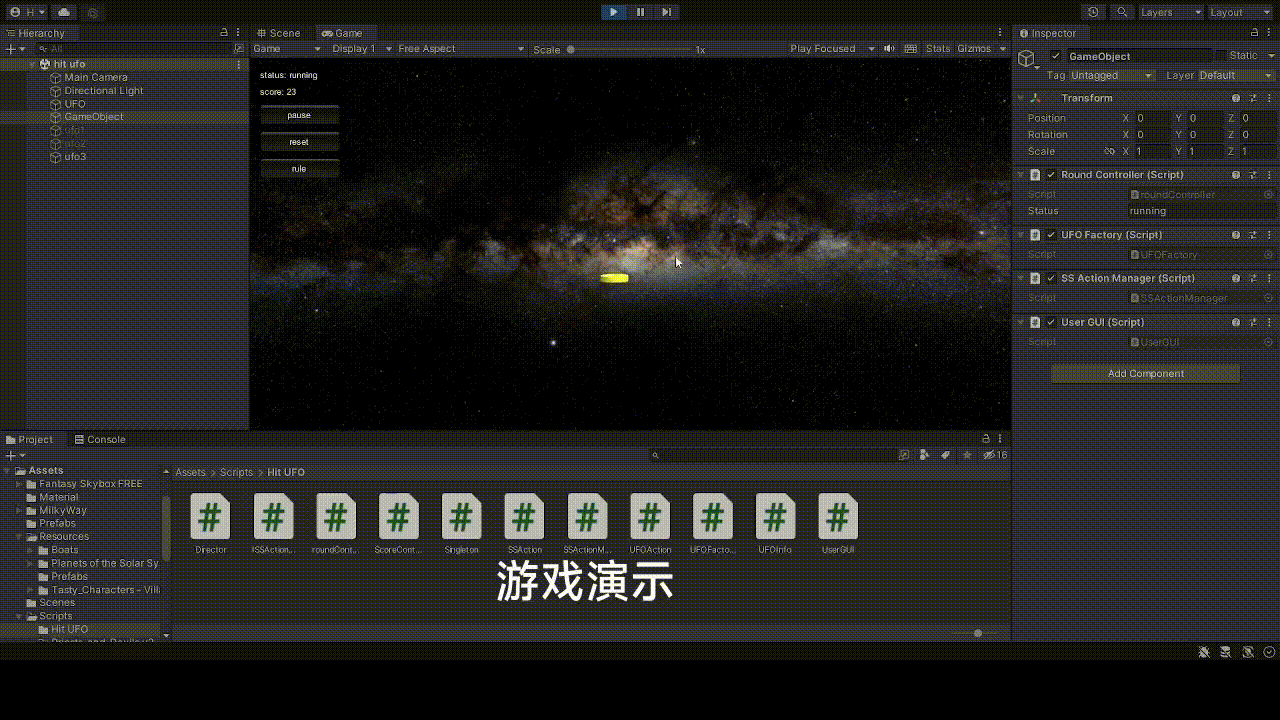 H
Layers
Layout
Hierarchy
Scene
Game
Inspector
All
Game
Display 1
Free Aspect
Scale
1x
Play Focused
Stats
Gizmos
hit ufo
Main Camera
Directional Light
UFO
GameObject
ufo1
ufo2
ufo3
status: running
score: 23
pause
reset
rule
GameObject
Static
Tag Untagged
Layer Default
Transform
Position X 0 Y 0 Z 0
Rotation X 0 Y 0 Z 0
Scale X 1 Y 1 Z 1
Round Controller (Script)
Script roundController
Status running
UFO Factory (Script)
Script UFOFactory
SS Action Manager (Script)
Script SSActionManager
User GUI (Script)
Script UserGUI
Add Component
Project
Console
16
Assets
Fantasy Skybox FREE
Material
MilkyWay
Prefabs
Resources
Boats
Planets of the Solar Sy
Prefabs
Tasty_Characters - Vill
Scenes
Scripts
Hit UFO
Assets > Scripts > Hit UFO
Director
ISSAction...
roundCont...
ScoreCont...
Singleton
SSAction
SSActionM...
UFOAction
UFOFacto...
UFOInfo
UserGUI
游戏演示